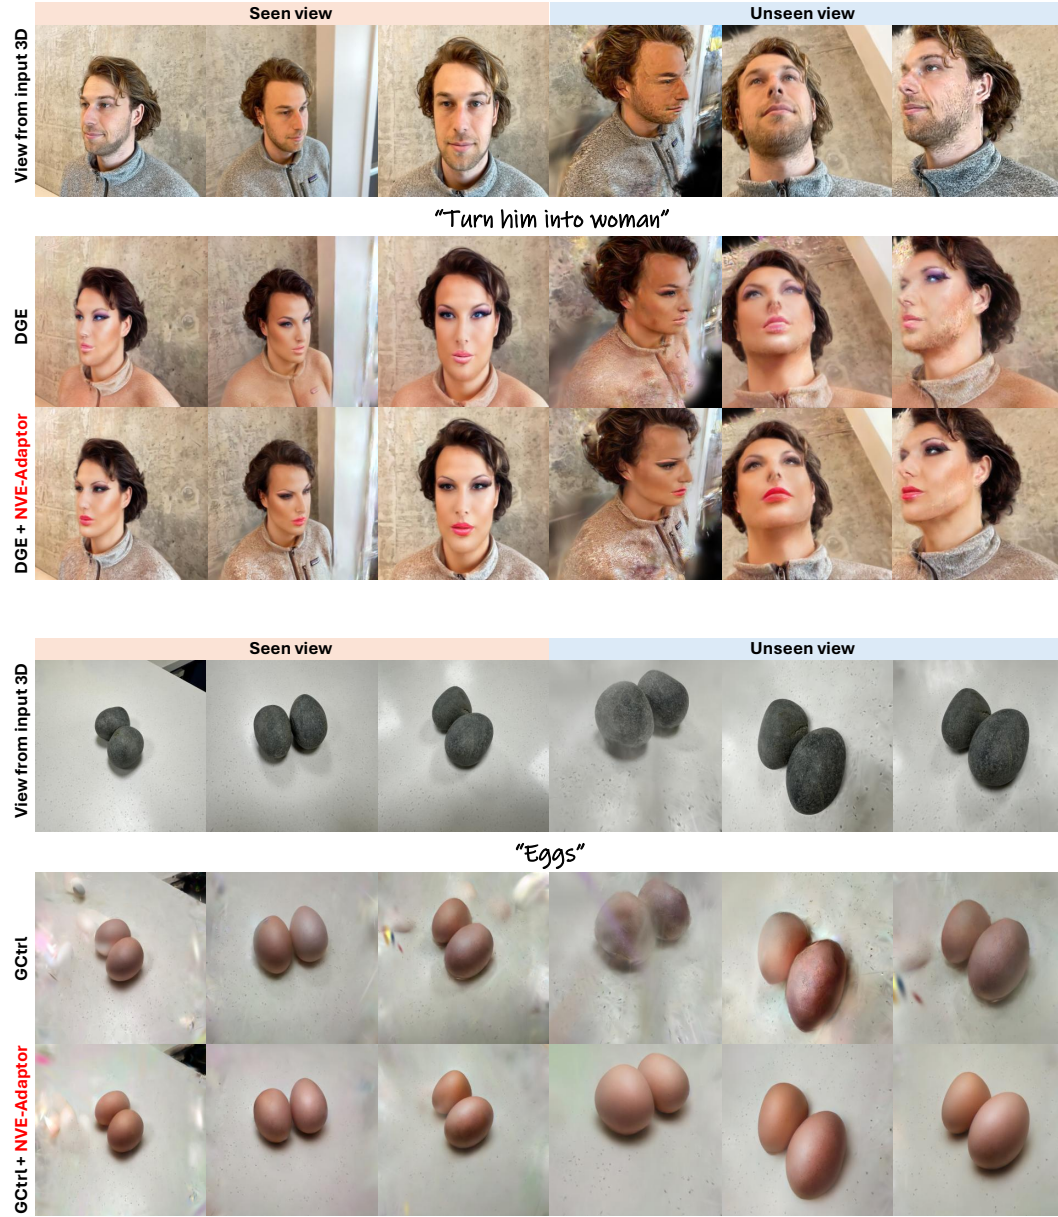 Seen view
Unseen view
View from input 3D
"Turn him into woman"
DGE
DGE + NVE-Adaptor
Seen view
Unseen view
View from input 3D
"Eggs"
GCtrl
GCtrl + NVE-Adaptor